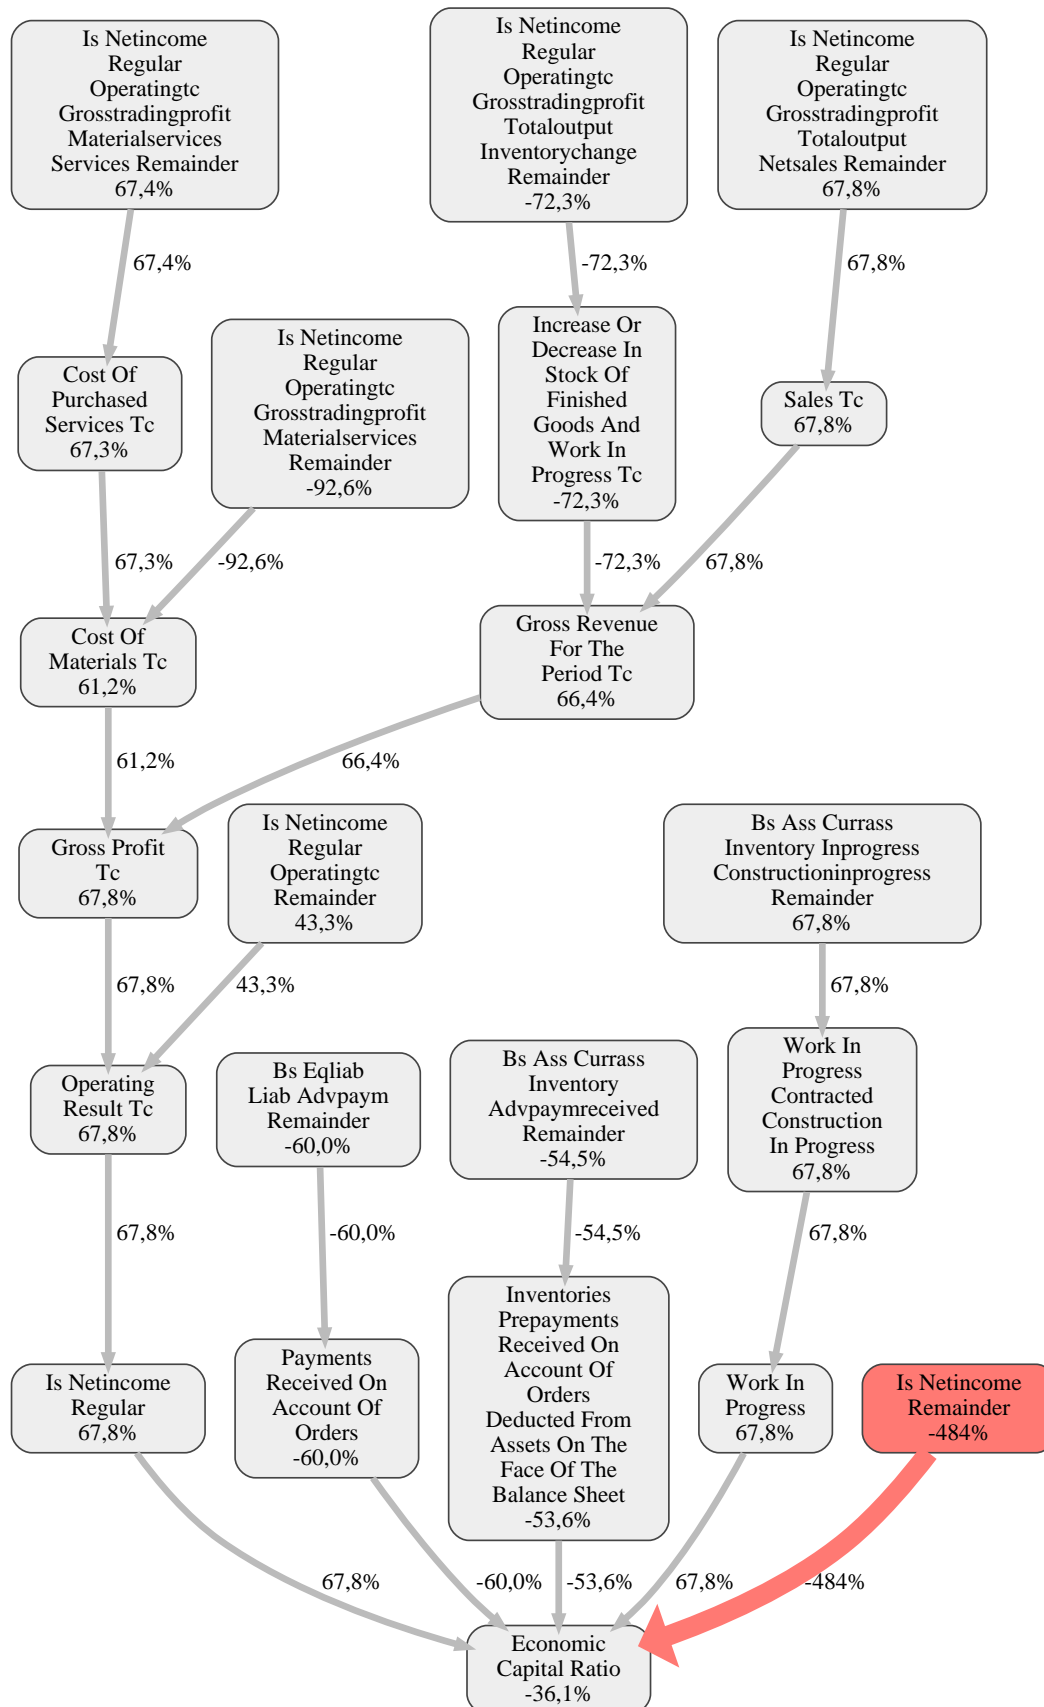 Is Netincome
Regular
Operatingtc
Grosstradingprofit
Materialservices
Services Remainder
67,4%
Is Netincome
Regular
Operatingtc
Grosstradingprofit
Totaloutput
Inventorychange
Remainder
-72,3%
Is Netincome
Regular
Operatingtc
Grosstradingprofit
Totaloutput
Netsales Remainder
67,8%
67,4%
-72,3%
67,8%
Cost Of
Purchased
Services Tc
67,3%
Is Netincome
Regular
Operatingtc
Grosstradingprofit
Materialservices
Remainder
-92,6%
Increase Or
Decrease In
Stock Of
Finished
Goods And
Work In
Progress Tc
-72,3%
Sales Tc
67,8%
67,3%
-92,6%
-72,3%
67,8%
Cost Of
Materials Tc
61,2%
Gross Revenue
For The
Period Tc
66,4%
61,2%
66,4%
Gross Profit
Tc
67,8%
Is Netincome
Regular
Operatingtc
Remainder
43,3%
Bs Ass Currass
Inventory Inprogress
Constructioninprogress
Remainder
67,8%
67,8%
43,3%
67,8%
Operating
Result Tc
67,8%
Bs Eqliab
Liab Advpaym
Remainder
-60,0%
Bs Ass Currass
Inventory
Advpaymreceived
Remainder
-54,5%
Work In
Progress
Contracted
Construction
In Progress
67,8%
67,8%
-60,0%
-54,5%
67,8%
Is Netincome
Regular
67,8%
Payments
Received On
Account Of
Orders
-60,0%
Inventories
Prepayments
Received On
Account Of
Orders
Deducted From
Assets On The
Face Of The
Balance Sheet
-53,6%
Work In
Progress
67,8%
Is Netincome
Remainder
-484%
67,8%
-60,0%
-53,6%
67,8%
-484%
Economic
Capital Ratio
-36,1%